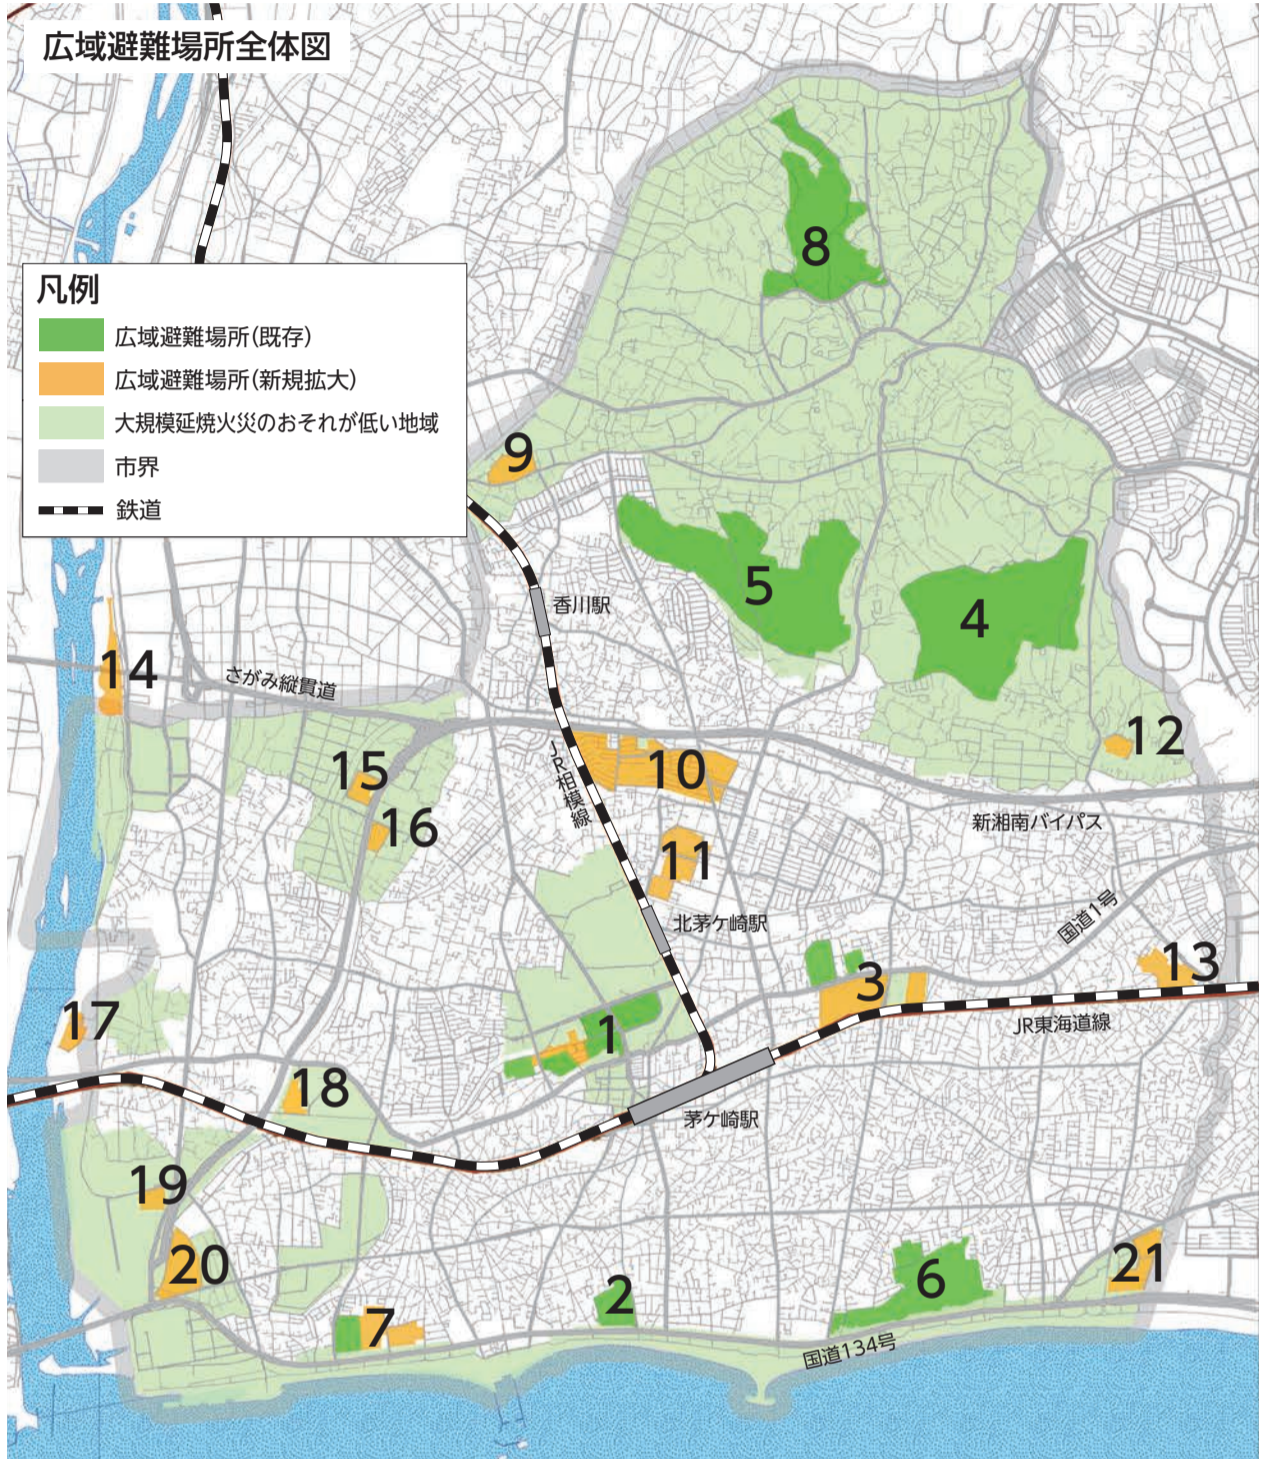 広域避難場所全体図
凡例
広域避難場所(既存)
広域避難場所(新規拡大)
大規模延焼火災のおそれが低い地域
市界
鉄道
8
9
5
4
香川駅
14
さがみ縦貫道
12
15
JR相模線
10
16
新湘南バイパス
11
北茅ケ崎駅
国道1号
13
3
17
1
JR東海道線
18
茅ケ崎駅
19
20
21
6
2
7
国道134号